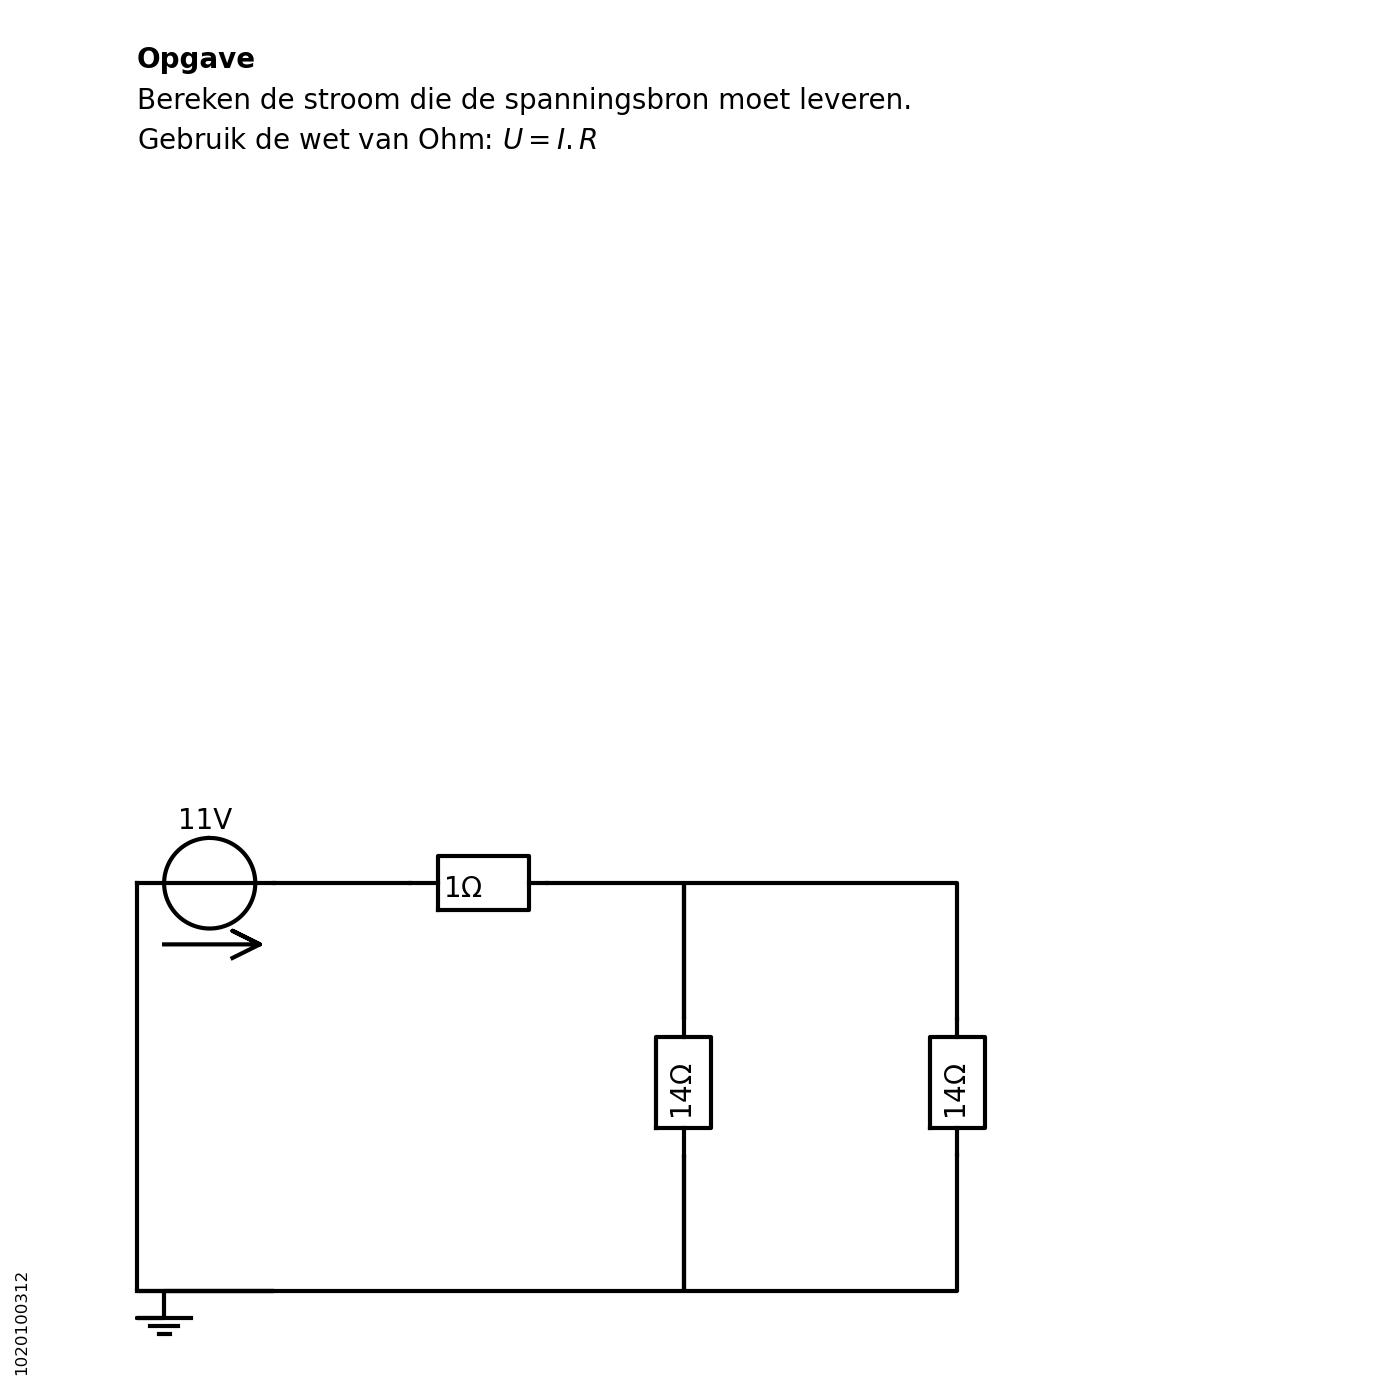 Opgave
Bereken de stroom die de spanningsbron moet leveren.
Gebruik de wet van Ohm: U = I.R
11V
1Ω
14Ω
14Ω
1020100312